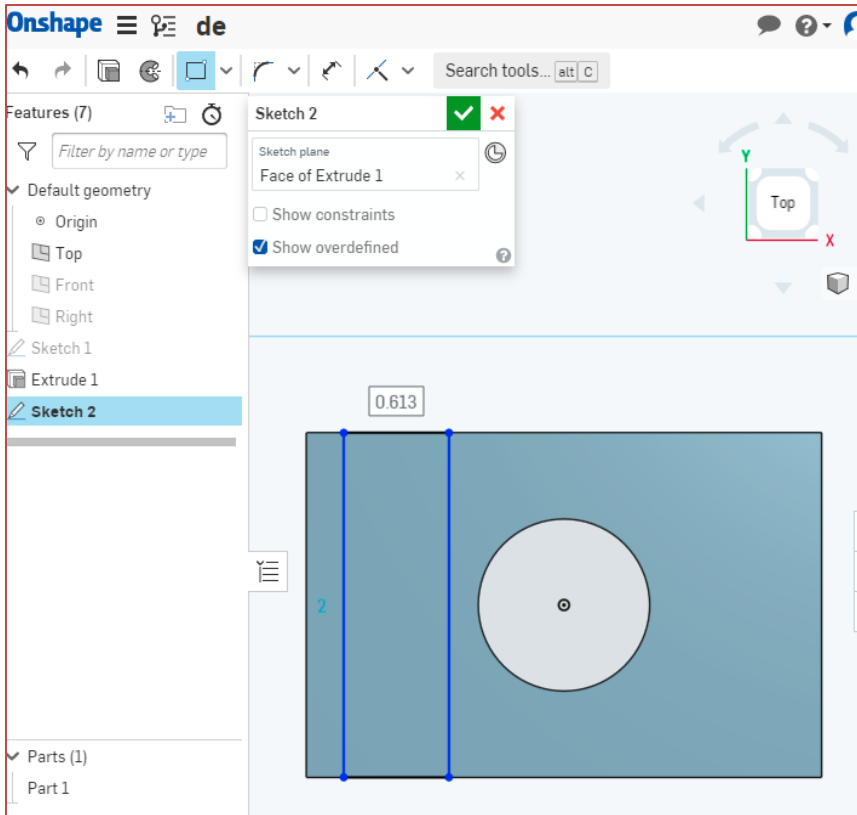 Onshape de
Search tools... alt C
Features (7)
Filter by name or type
Default geometry
Origin
Top
Front
Right
Sketch 1
Extrude 1
Sketch 2
Parts (1)
Part 1
Sketch 2
Sketch plane
Face of Extrude 1
Show constraints
Show overdefined
Y
Top
X
0.613
2